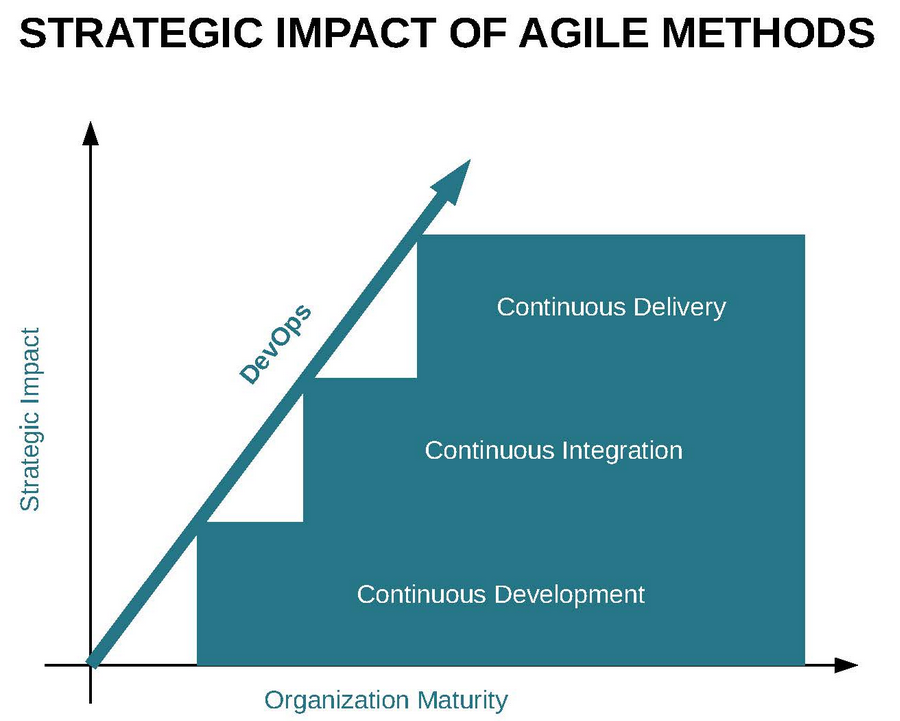 STRATEGIC IMPACT OF AGILE METHODS
DevOps
Continuous Delivery
Strategic Impact
Continuous Integration
Continuous Development
Organization Maturity